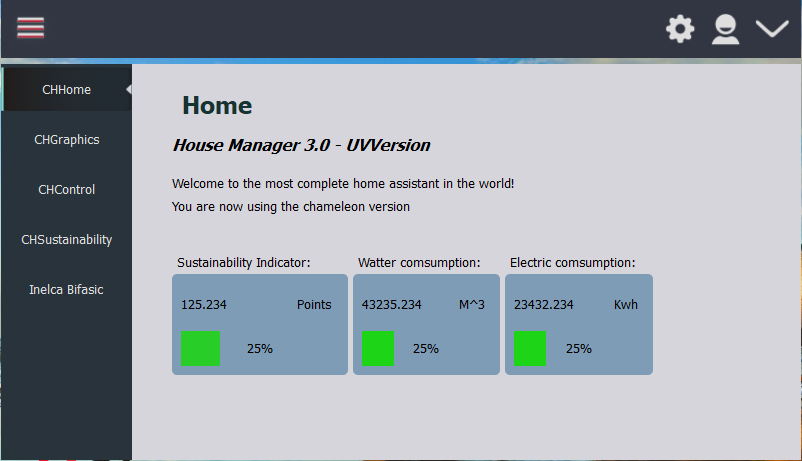 CHHome
CHGraphics
CHControl
CHSustainability
Inelca Bifasic
Home
House Manager 3.0 - UVVersion
Welcome to the most complete home assistant in the world!
You are now using the chameleon version
Sustainability Indicator: Watter comsumption: Electric comsumption:
125.234 Points 43235.234 M^3 23432.234 Kwh
25% 25% 25%